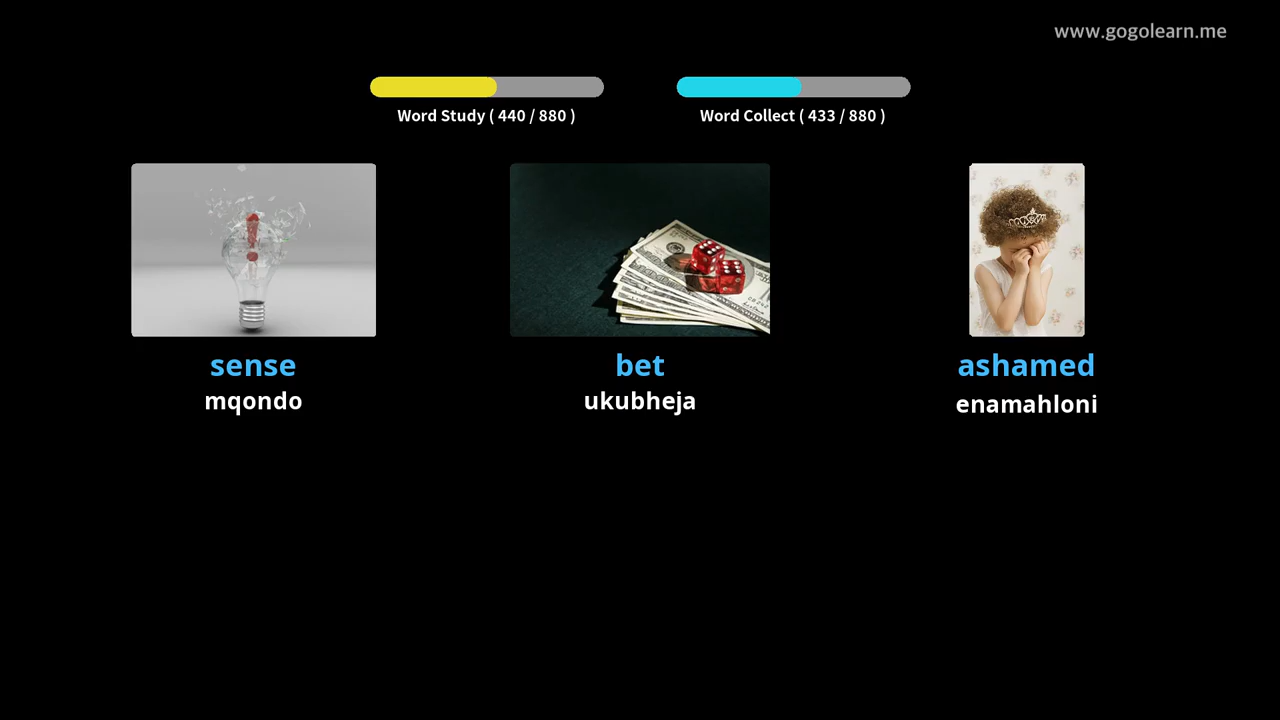 www.gogolearn.me
Word Study ( 440 / 880 )
Word Collect ( 433 / 880 )
sense
mqondo
bet
ukubheja
ashamed
enamahloni